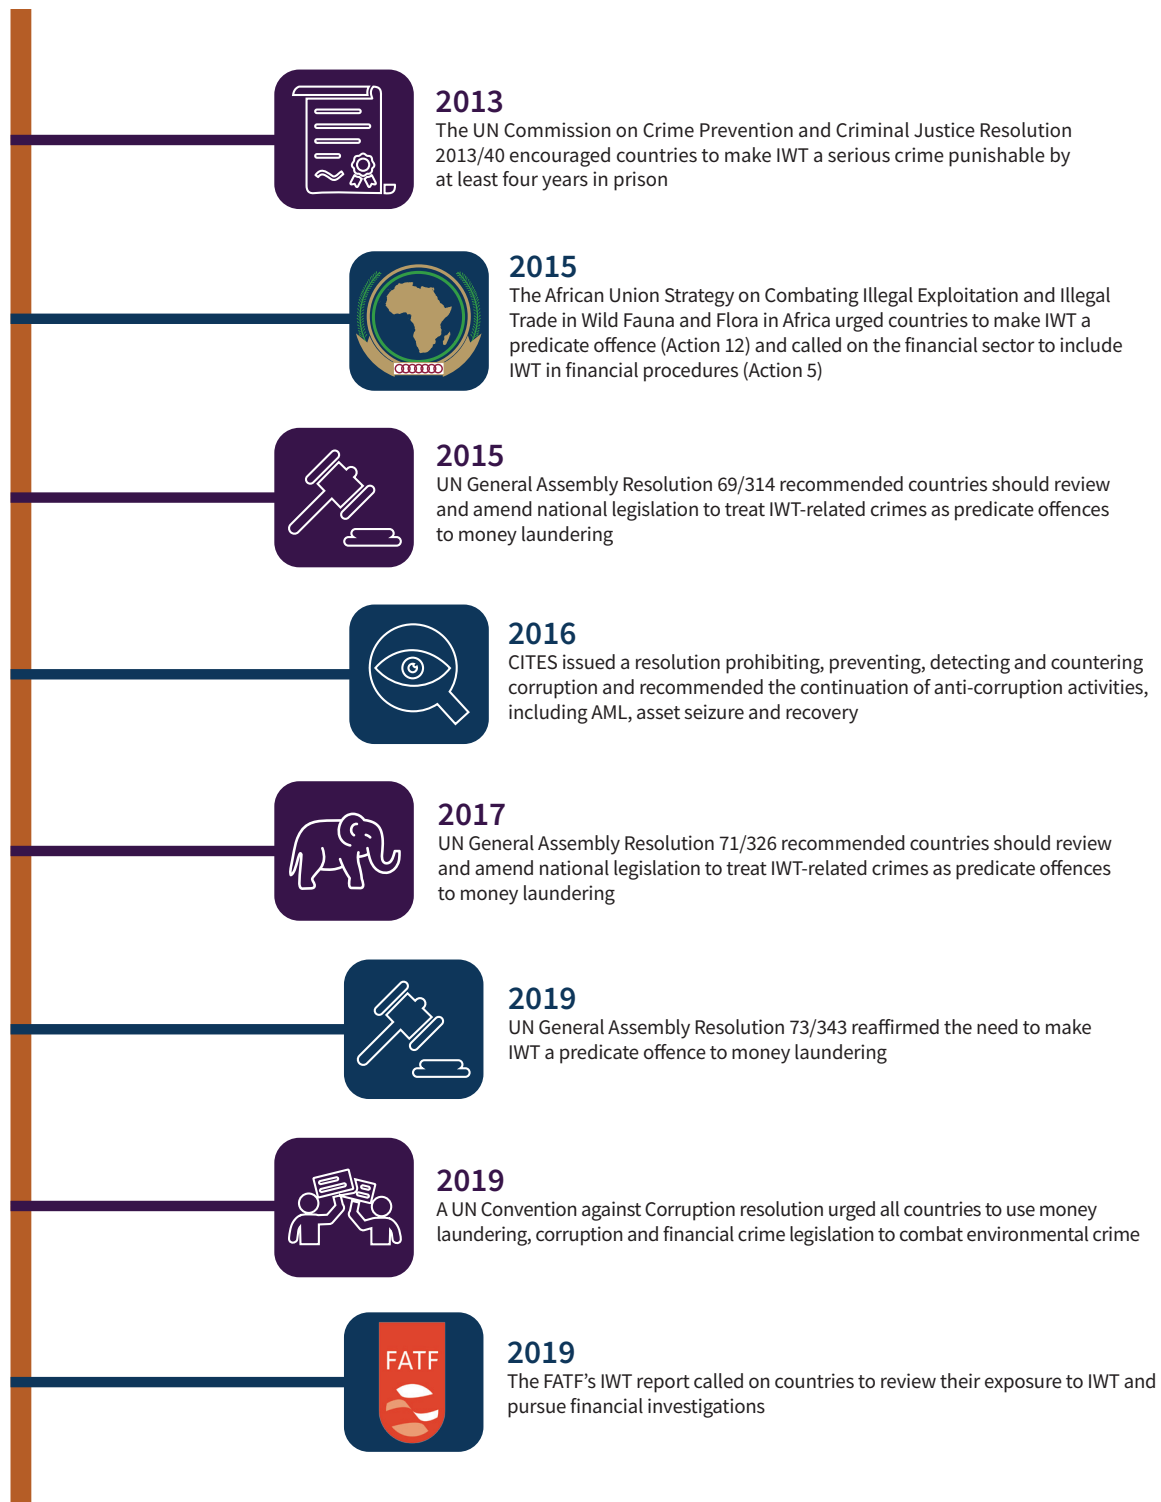 2013
The UN Commission on Crime Prevention and Criminal Justice Resolution
2013/40 encouraged countries to make IWT a serious crime punishable by
at least four years in prison
2015
The African Union Strategy on Combating Illegal Exploitation and Illegal
Trade in Wild Fauna and Flora in Africa urged countries to make IWT a
predicate offence (Action 12) and called on the financial sector to include
IWT in financial procedures (Action 5)
2015
UN General Assembly Resolution 69/314 recommended countries should review
and amend national legislation to treat IWT-related crimes as predicate offences
to money laundering
2016
CITES issued a resolution prohibiting, preventing, detecting and countering
corruption and recommended the continuation of anti-corruption activities,
including AML, asset seizure and recovery
2017
UN General Assembly Resolution 71/326 recommended countries should review
and amend national legislation to treat IWT-related crimes as predicate offences
to money laundering
2019
UN General Assembly Resolution 73/343 reaffirmed the need to make
IWT a predicate offence to money laundering
2019
A UN Convention against Corruption resolution urged all countries to use money
laundering, corruption and financial crime legislation to combat environmental crime
FATF
2019
The FATF's IWT report called on countries to review their exposure to IWT and
pursue financial investigations